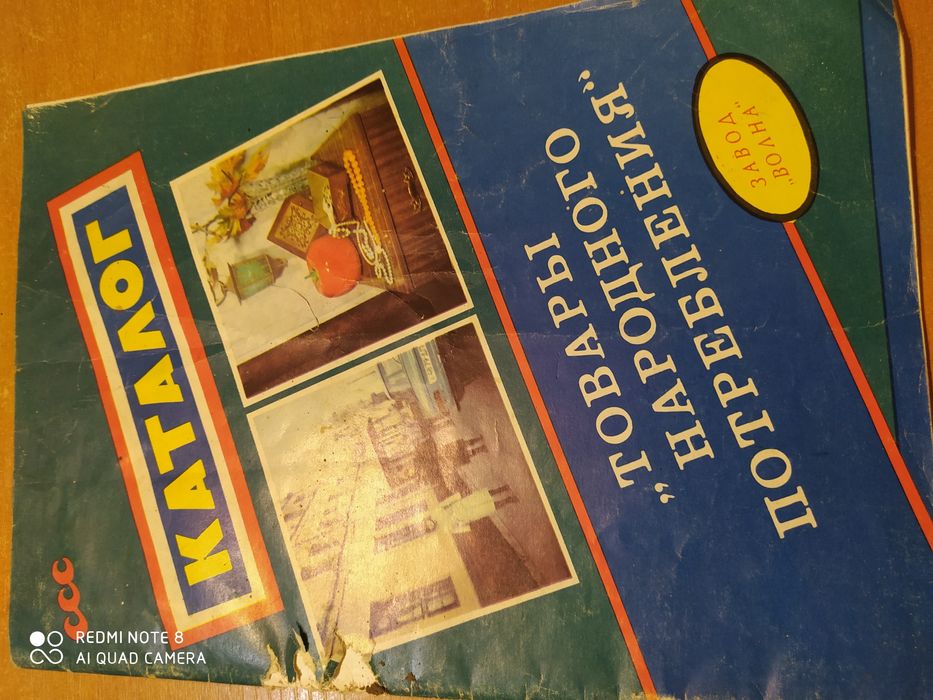 КАТАЛОГ
„ТОВАРЫ
НАРОДНОГО
ПОТРЕБЛЕНИЯ”
ЗАВОД
„ВОЛНА”
REDMI NOTE 8
AI QUAD CAMERA